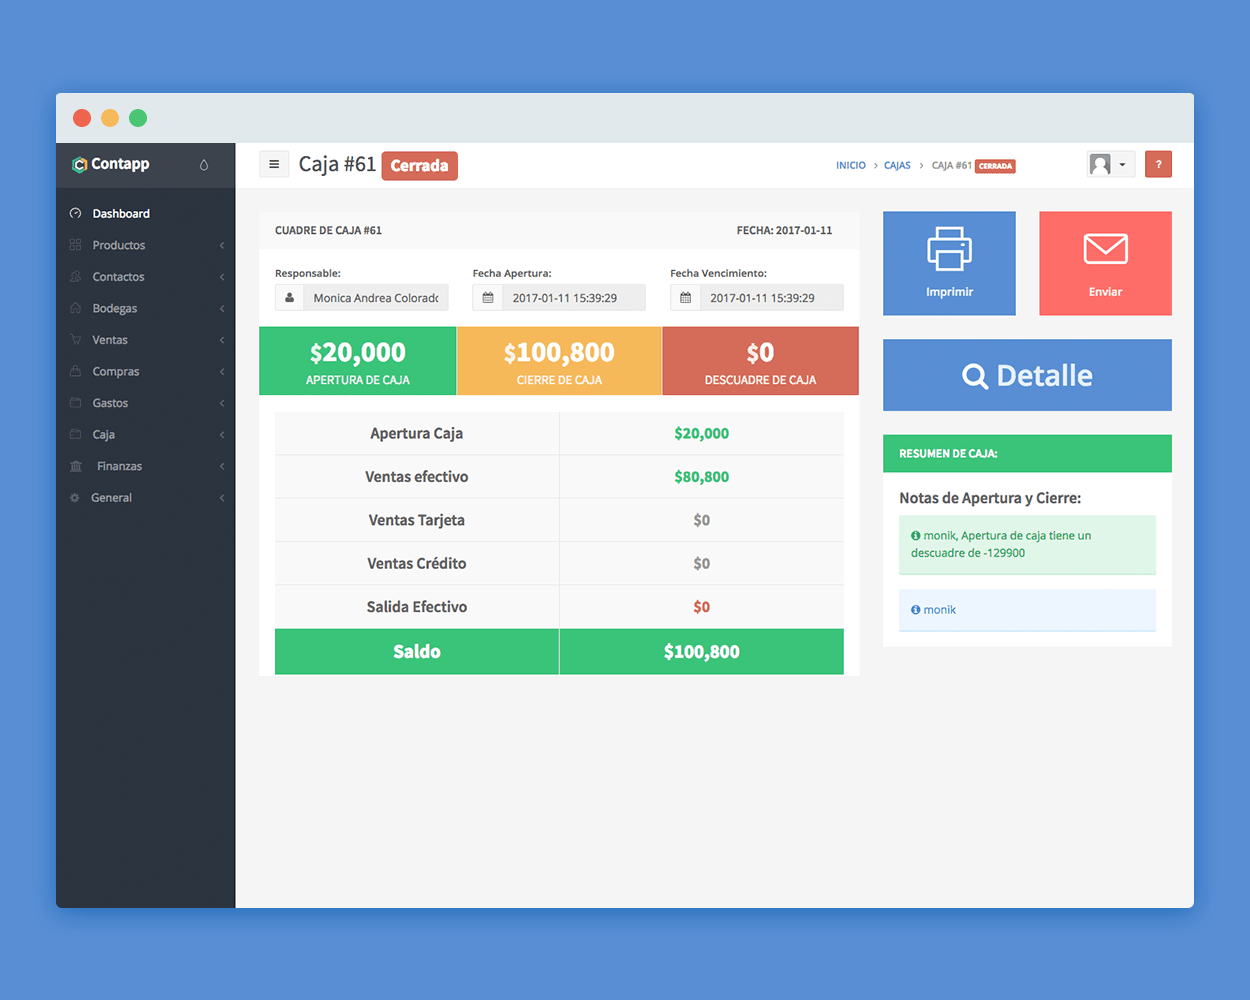 Contapp
Caja #61 Cerrada
INICIO > CAJAS > CAJA #61 CERRADA
?
Dashboard
Productos
Contactos
Bodegas
Ventas
Compras
Gastos
Caja
Finanzas
General
CUADRE DE CAJA #61
FECHA: 2017-01-11
Responsable:
Monica Andrea Colorado
Fecha Apertura:
2017-01-11 15:39:29
Fecha Vencimiento:
2017-01-11 15:39:29
$20,000
APERTURA DE CAJA
$100,800
CIERRE DE CAJA
$0
DESCUADRE DE CAJA
Apertura Caja $20,000
Ventas efectivo $80,800
Ventas Tarjeta $0
Ventas Crédito $0
Salida Efectivo $0
Saldo $100,800
Imprimir
Enviar
Detalle
RESUMEN DE CAJA:
Notas de Apertura y Cierre:
monik, Apertura de caja tiene un
descuadre de -129900
monik